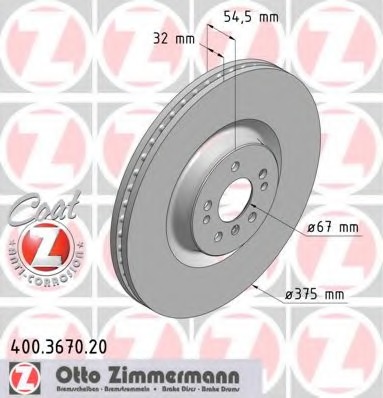 54,5 mm
32 mm
ø67 mm
ø375 mm
Coat
Z
ANTI-CORROSION
400.3670.20
Z
Otto Zimmermann
Bremsscheiben - Bremstrommeln • Brake Discs - Brake Drums